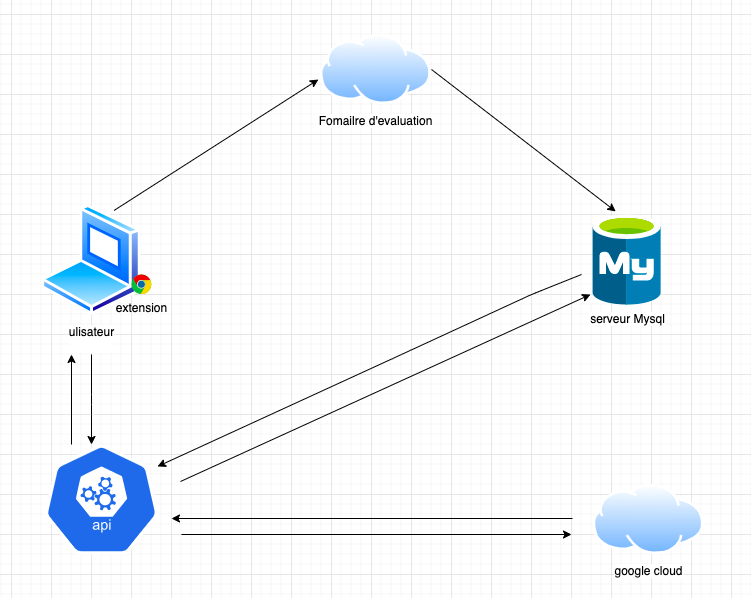 Fomailre d'evaluation
My
extension
serveur Mysql
ulisateur
api
google cloud